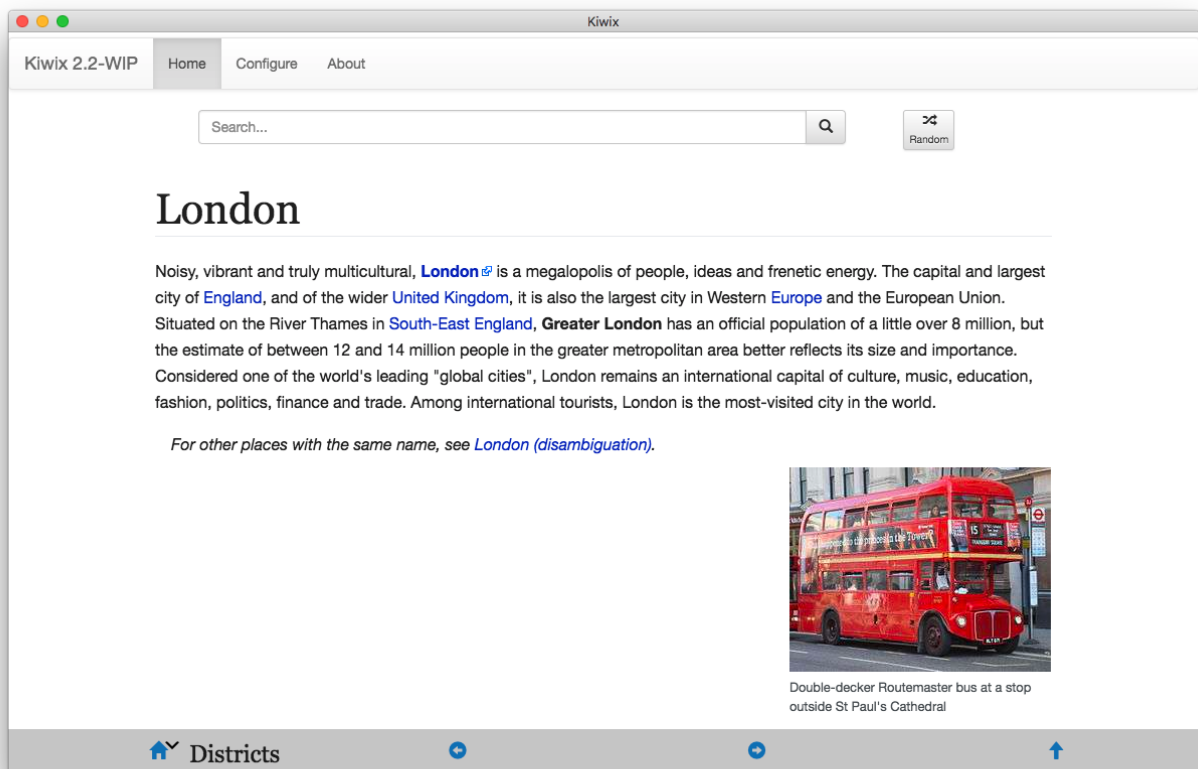 Kiwix
Kiwix 2.2-WIP Home Configure About
Search...
Random
London
Noisy, vibrant and truly multicultural, London is a megalopolis of people, ideas and frenetic energy. The capital and largest
city of England, and of the wider United Kingdom, it is also the largest city in Western Europe and the European Union.
Situated on the River Thames in South-East England, Greater London has an official population of a little over 8 million, but
the estimate of between 12 and 14 million people in the greater metropolitan area better reflects its size and importance.
Considered one of the world's leading "global cities", London remains an international capital of culture, music, education,
fashion, politics, finance and trade. Among international tourists, London is the most-visited city in the world.
For other places with the same name, see London (disambiguation).
to the princes in the Tower?
15
Double-decker Routemaster bus at a stop
outside St Paul's Cathedral
Districts